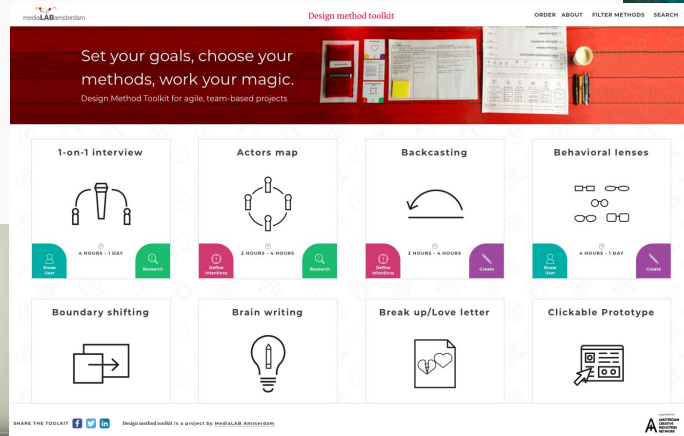 mediaLABamsterdam
Design method toolkit
ORDER ABOUT FILTER METHODS SEARCH
Set your goals, choose your
methods, work your magic.
Design Method Toolkit for agile, team-based projects
1-on-1 interview
Actors map
Backcasting
Behavioral lenses
4 HOURS - 1 DAY
2 HOURS - 4 HOURS
2 HOURS - 4 HOURS
4 HOURS - 1 DAY
Know
User
Research
Define
Intentions
Research
Define
Intentions
Create
Know
User
Create
Boundary shifting
Brain writing
Break up/Love letter
Clickable Prototype
SHARE THE TOOLKIT
Design method toolkit is a project by MediaLAB Amsterdam
supported by
AMSTERDAM
CREATIVE
INDUSTRIES
NETWORK